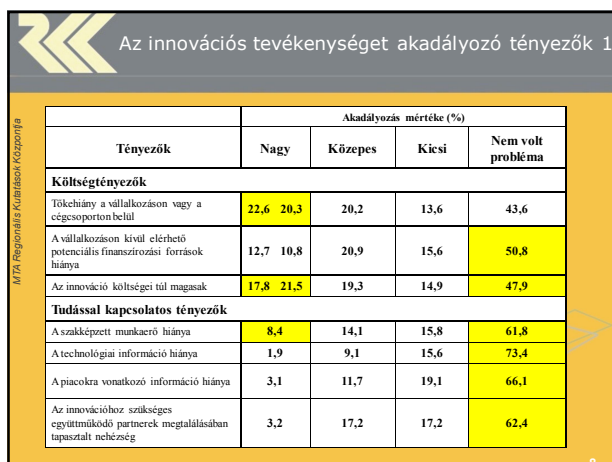 Az innovációs tevékenységet akadályozó tényezők 1
MTA Regionális Kutatások Központja
Tényezők
Akadályozás mértéke (%)
Nagy Közepes Kicsi Nem volt
probléma
Költségtényezők
Tőkehiány a vállalkozáson vagy a
cégcsoporton belül
22,6 20,3 20,2 13,6 43,6
A vállalkozáson kívül elérhető
potenciális finanszírozási források
hiánya
12,7 10,8 20,9 15,6 50,8
Az innováció költségei túl magasak 17,8 21,5 19,3 14,9 47,9
Tudással kapcsolatos tényezők
A szakképzett munkaerő hiánya 8,4 14,1 15,8 61,8
A technológiai információ hiánya 1,9 9,1 15,6 73,4
A piacokra vonatkozó információ hiánya 3,1 11,7 19,1 66,1
Az innovációhoz szükséges
együttműködő partnerek megtalálásában
tapasztalt nehézség
3,2 17,2 17,2 62,4